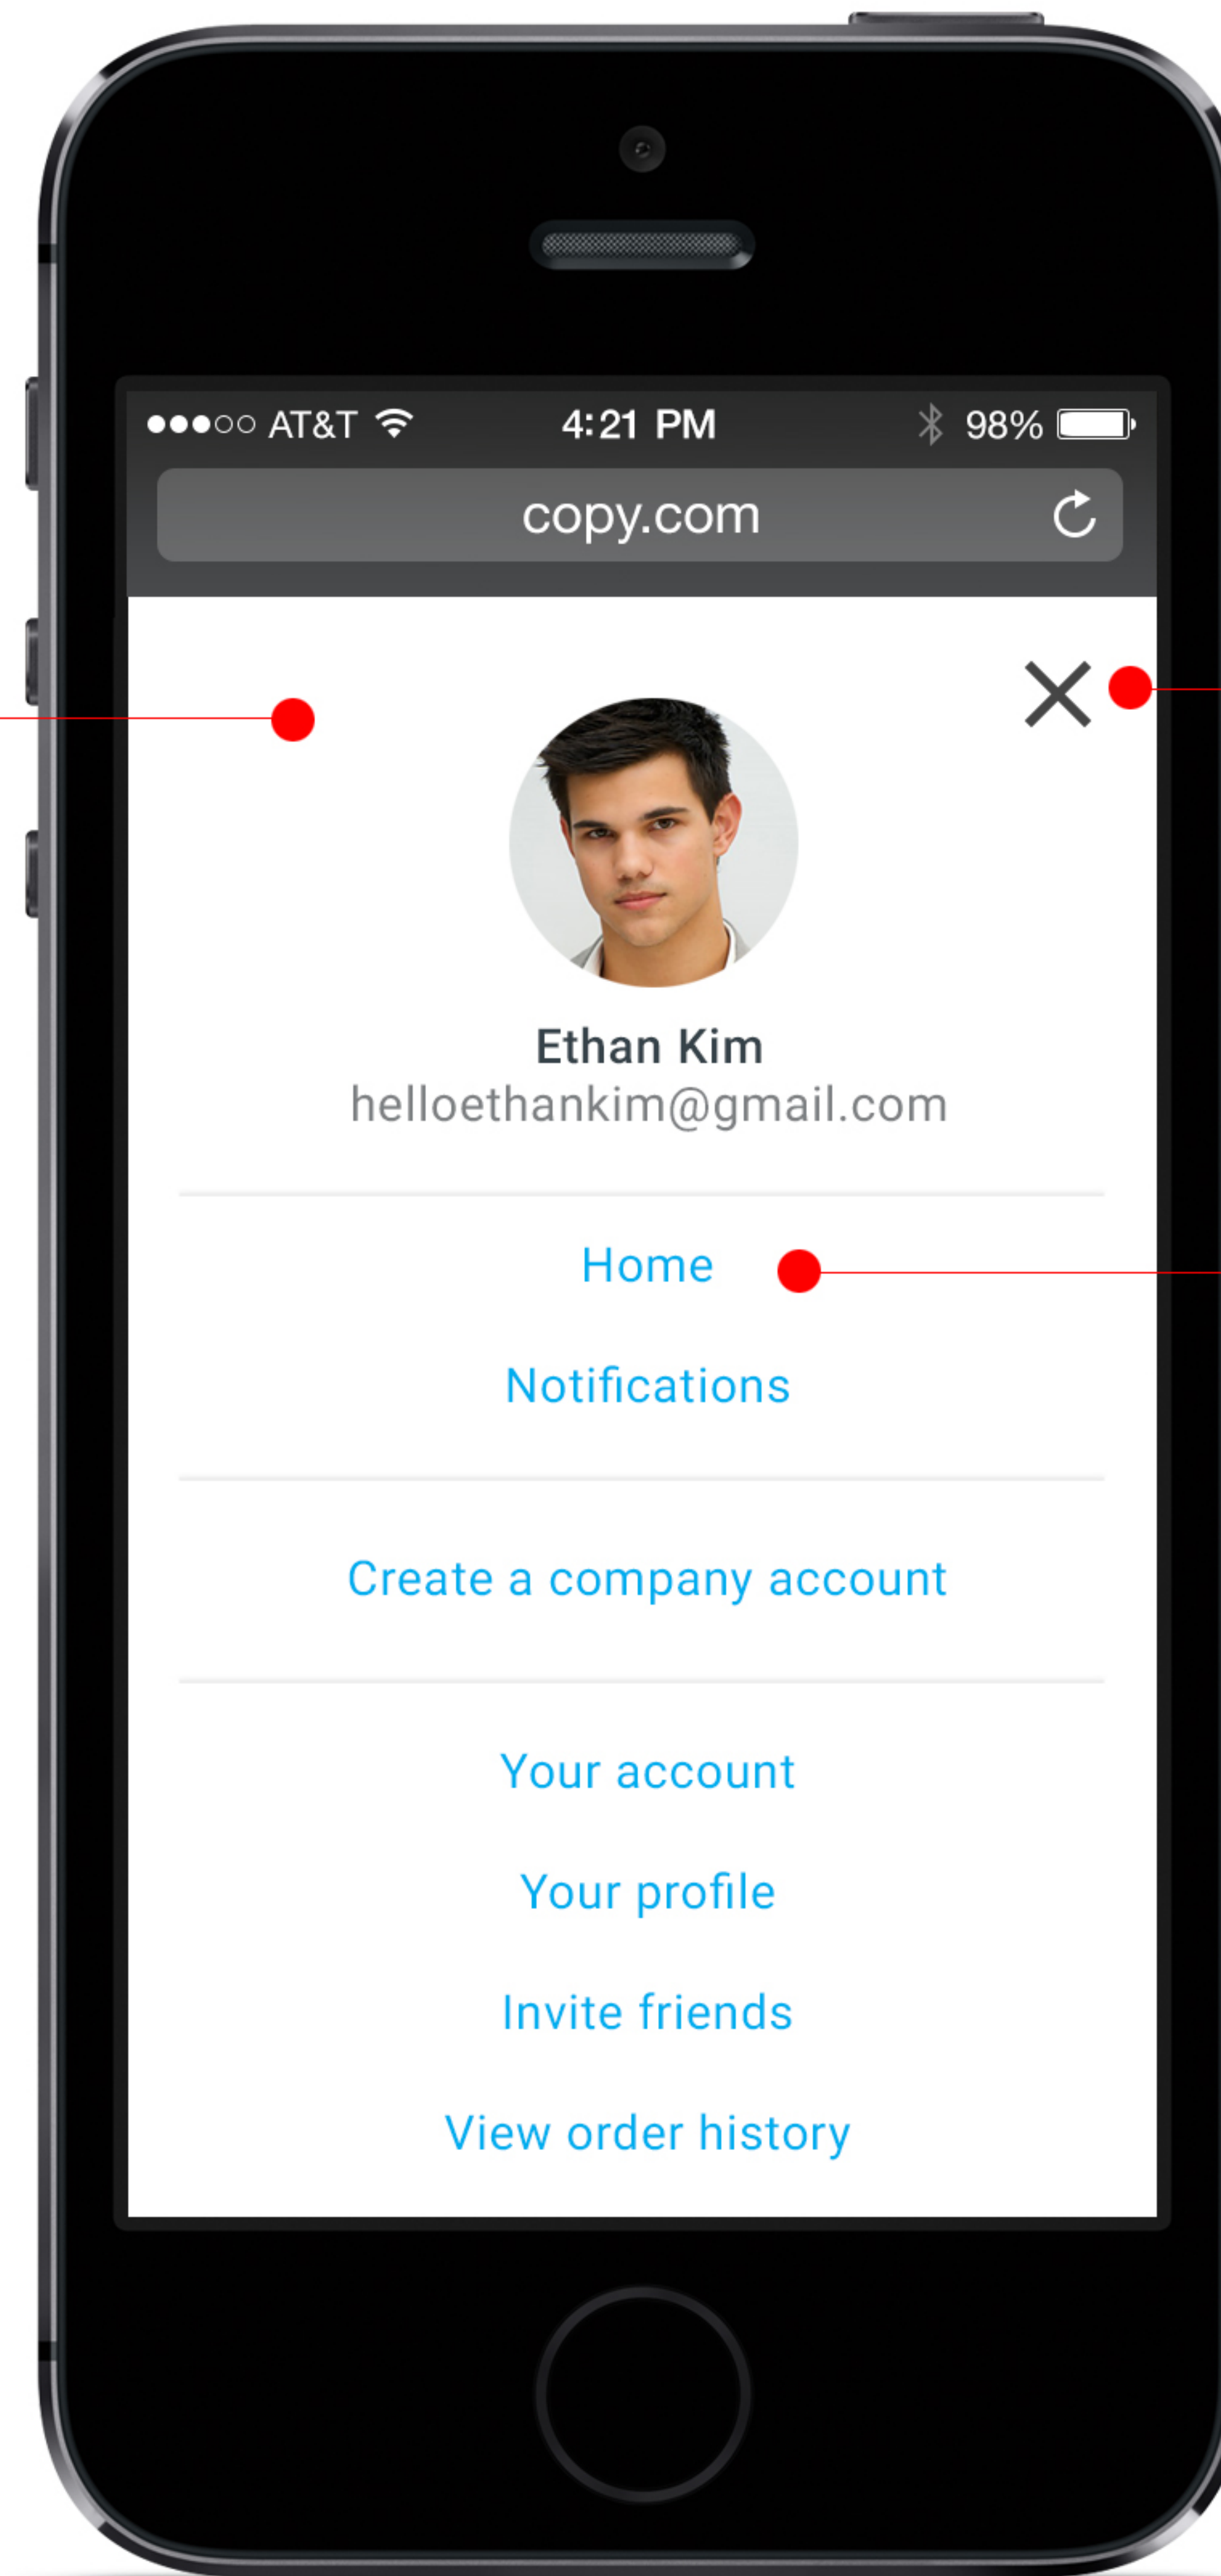 AT&T 4:21 PM 98%
copy.com
Ethan Kim
helloethankim@gmail.com
Home
Notifications
Create a company account
Your account
Your profile
Invite friends
View order history